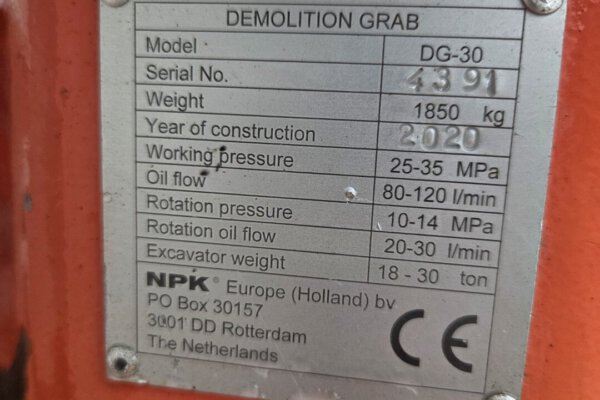 DEMOLITION GRAB
Model DG-30
Serial No. 4391
Weight 1850 kg
Year of construction 2020
Working pressure 25-35 MPa
Oil flow 80-120 l/min
Rotation pressure 10-14 MPa
Rotation oil flow 20-30 l/min
Excavator weight 18 - 30 ton
NPK® Europe (Holland) bv
PO Box 30157
3001 DD Rotterdam
The Netherlands
CE